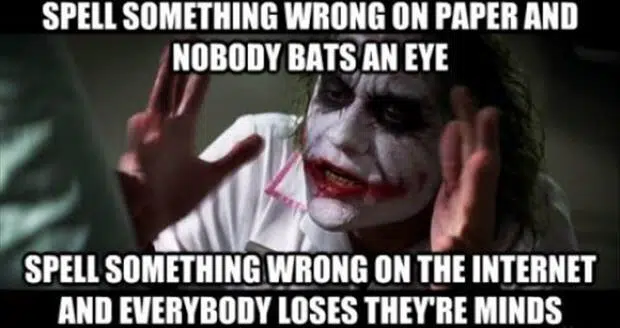 SPELL SOMETHING WRONG ON PAPER AND
NOBODY BATS AN EYE
SPELL SOMETHING WRONG ON THE INTERNET
AND EVERYBODY LOSES THEY'RE MINDS